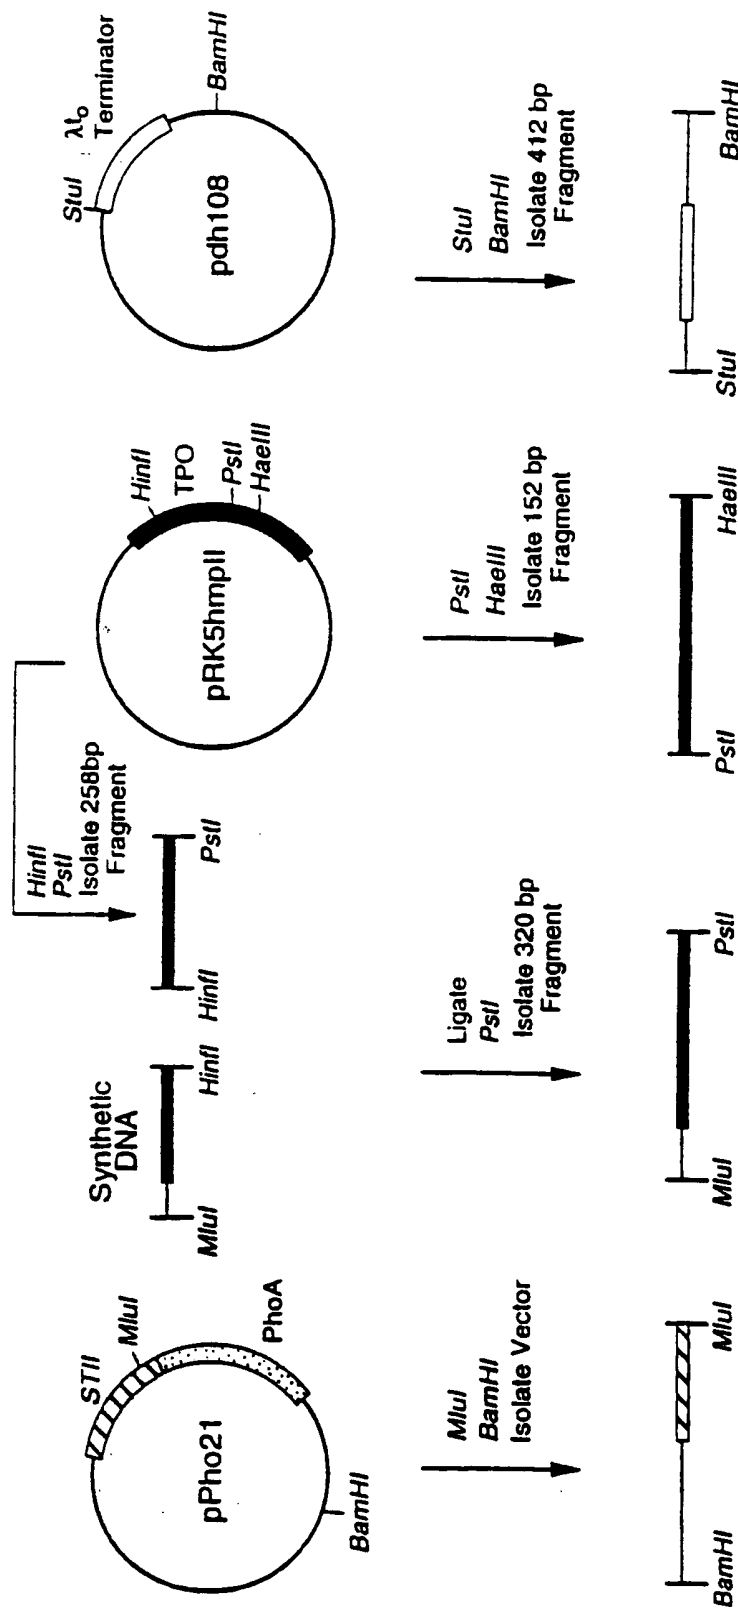 STII
MluI
PhoA
pPho21
BamHI
MluI
BamHI
Isolate Vector
BamHI
MluI
Synthetic
DNA
MluI
HinfI
HinfI
PstI
Isolate 258bp
Fragment
HinfI
PstI
Ligate
PstI
Isolate 320 bp
Fragment
MluI
PstI
HinfI
TPO
PstI
HaeIII
pRK5hmpII
PstI
HaeIII
Isolate 152 bp
Fragment
PstI
HaeIII
StuI
λto
Terminator
BamHI
pdh108
StuI
BamHI
Isolate 412 bp
Fragment
StuI
BamHI